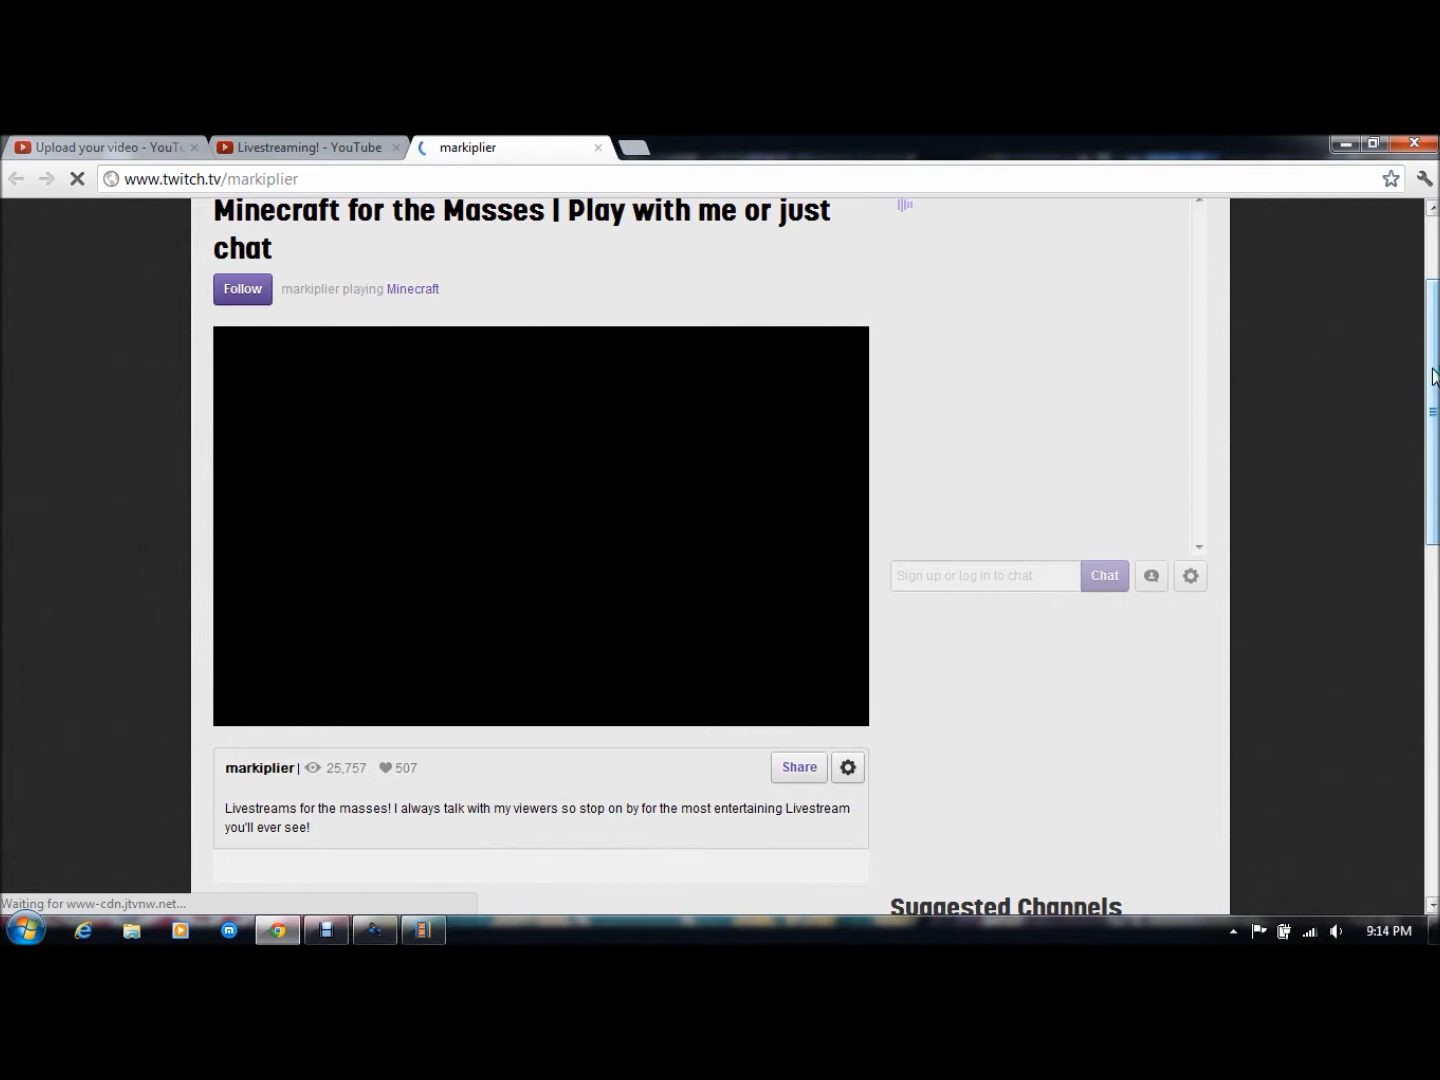 Upload your video - YouTu
Livestreaming! - YouTube
markiplier
www.twitch.tv/markiplier
Minecraft for the Masses | Play with me or just
chat
Follow
markiplier playing Minecraft
Sign up or log in to chat
Chat
markiplier | 25,757 507
Share
Livestreams for the masses! I always talk with my viewers so stop on by for the most entertaining Livestream
you'll ever see!
Suggested Channels
Waiting for www-cdn.jtvnw.net...
9:14 PM